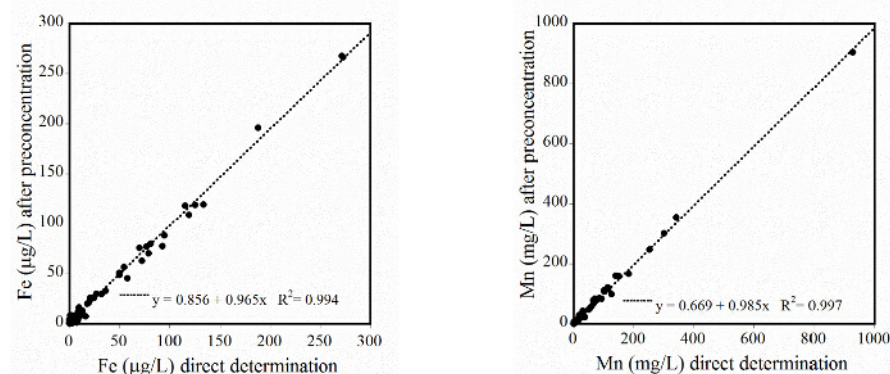 300
250
200
150
100
50
0
Fe (µg/L) after preconcentration
y = 0.856 + 0.965x R²= 0.994
0 50 100 150 200 250 300
Fe (µg/L) direct determination
1000
800
600
400
200
0
Mn (mg/L) after preconcentration
y = 0.669 + 0.985x R²= 0.997
0 200 400 600 800 1000
Mn (mg/L) direct determination